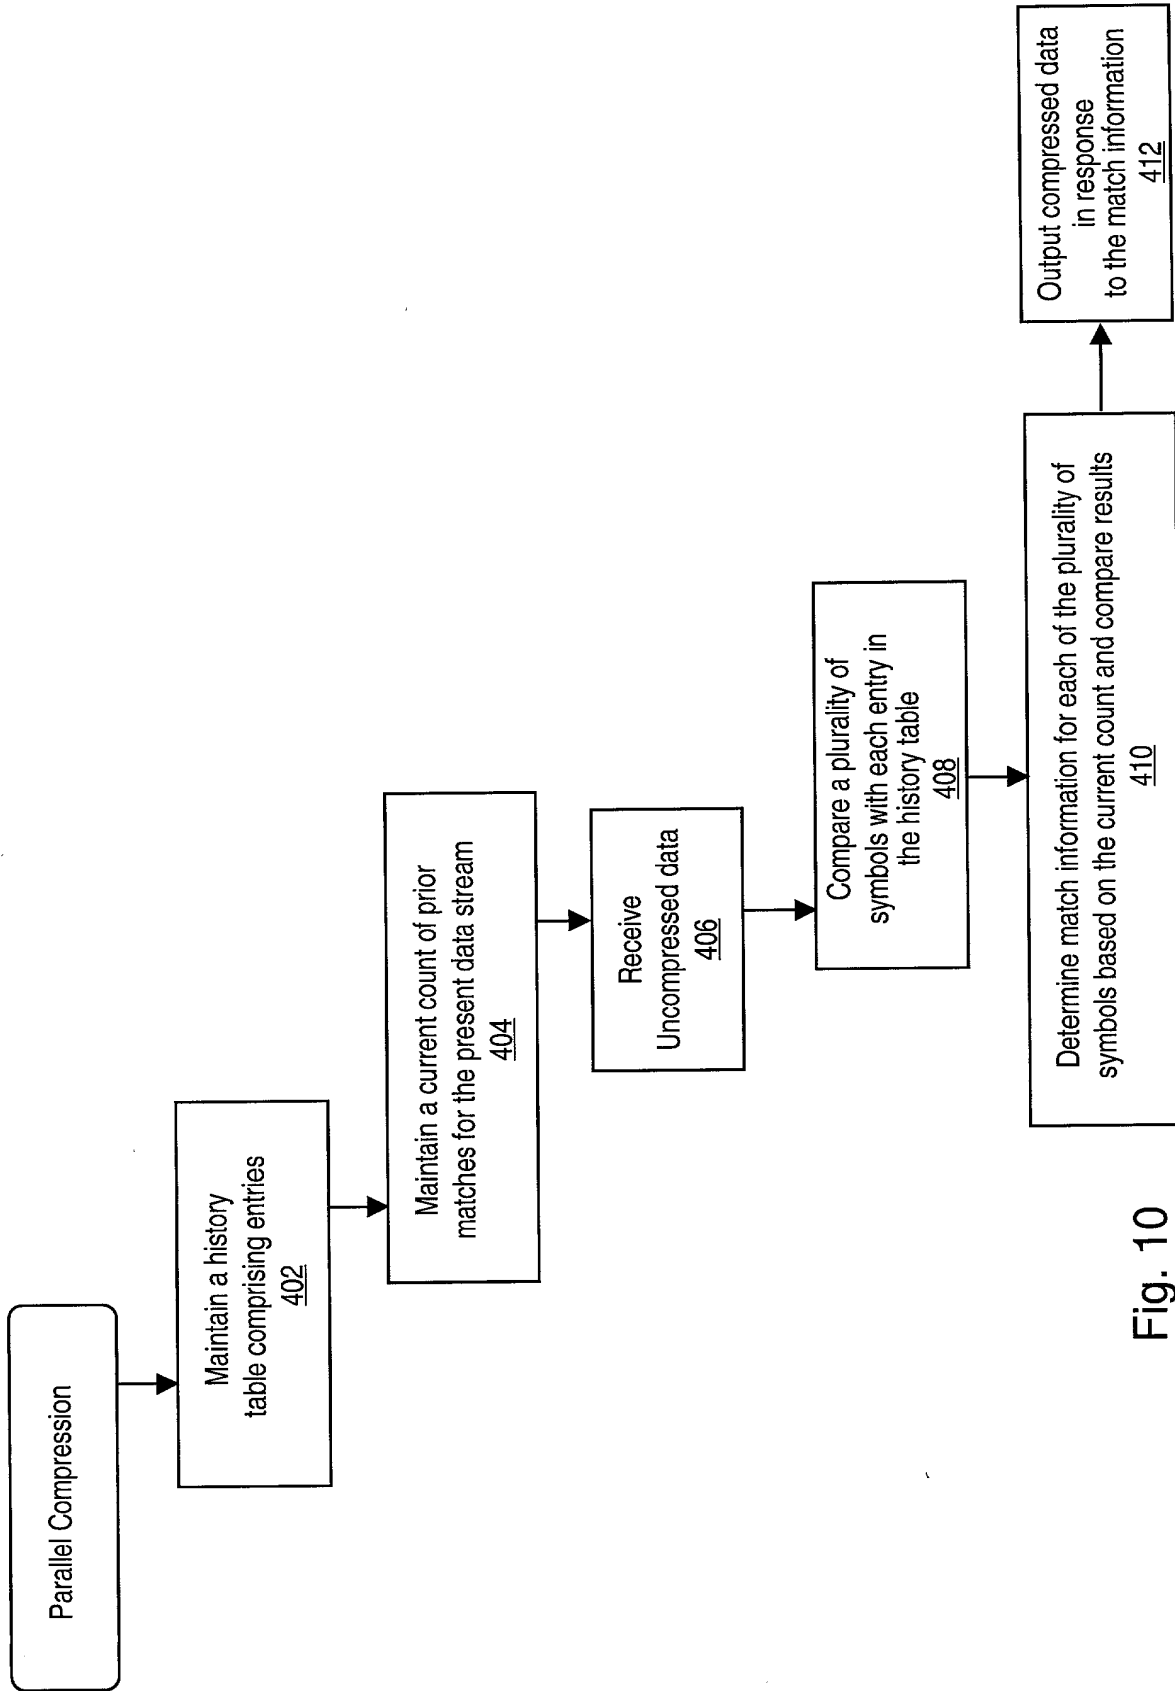 Parallel Compression
Maintain a history
table comprising entries
402
Maintain a current count of prior
matches for the present data stream
404
Receive
Uncompressed data
406
Compare a plurality of
symbols with each entry in
the history table
408
Determine match information for each of the plurality of
symbols based on the current count and compare results
410
Output compressed data
in response
to the match information
412
Fig. 10